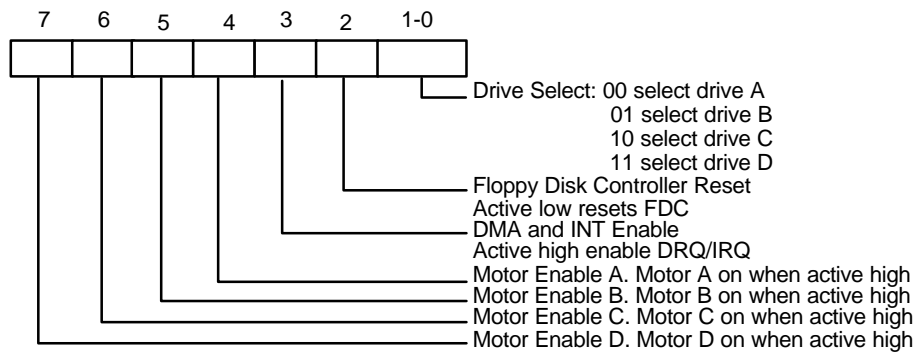 7 6 5 4 3 2 1-0
Drive Select: 00 select drive A
01 select drive B
10 select drive C
11 select drive D
Floppy Disk Controller Reset
Active low resets FDC
DMA and INT Enable
Active high enable DRQ/IRQ
Motor Enable A. Motor A on when active high
Motor Enable B. Motor B on when active high
Motor Enable C. Motor C on when active high
Motor Enable D. Motor D on when active high